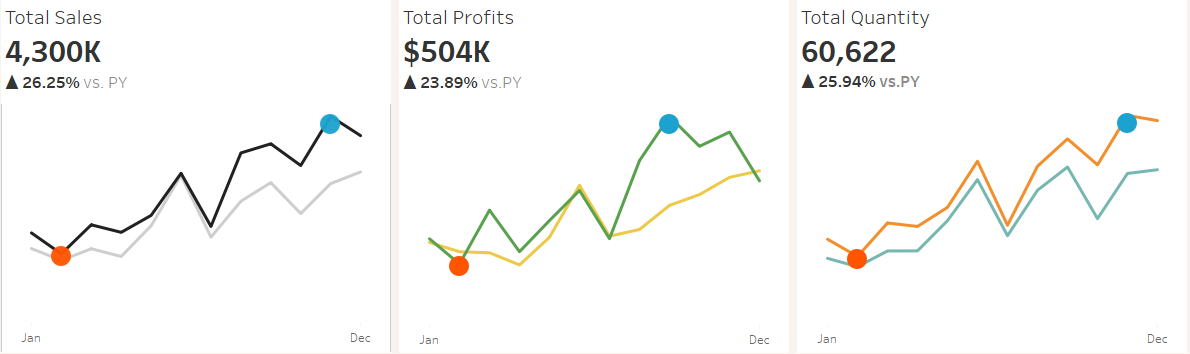 Total Sales
4,300K
▲ 26.25% vs. PY
Jan Dec
Total Profits
$504K
▲ 23.89% vs.PY
Jan Dec
Total Quantity
60,622
▲ 25.94% vs.PY
Jan Dec